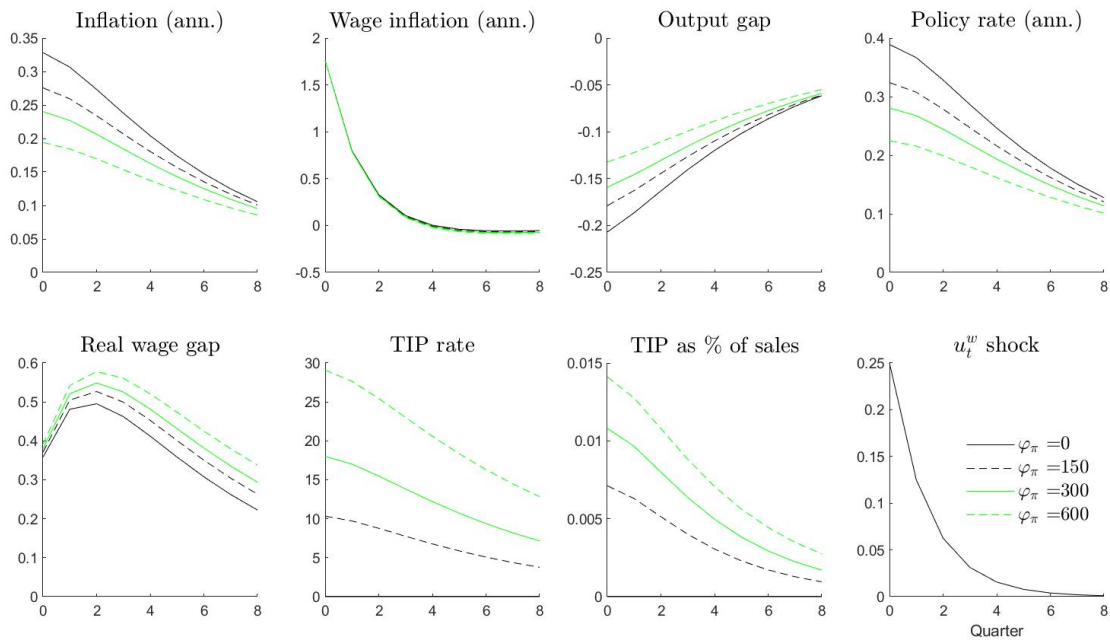 Inflation (ann.)
0.35
0.3
0.25
0.2
0.15
0.1
0.05
0
0 2 4 6 8
Wage inflation (ann.)
2
1.5
1
0.5
0
-0.5
0 2 4 6 8
Output gap
0
-0.05
-0.1
-0.15
-0.2
-0.25
0 2 4 6 8
Policy rate (ann.)
0.4
0.3
0.2
0.1
0
0 2 4 6 8
Real wage gap
0.6
0.5
0.4
0.3
0.2
0.1
0
0 2 4 6 8
TIP rate
30
25
20
15
10
5
0
0 2 4 6 8
TIP as % of sales
0.015
0.01
0.005
0
0 2 4 6 8
u_t^w shock
0.25
0.2
0.15
0.1
0.05
0
φ_π =0
φ_π =150
φ_π =300
φ_π =600
0 2 4 6 8
Quarter